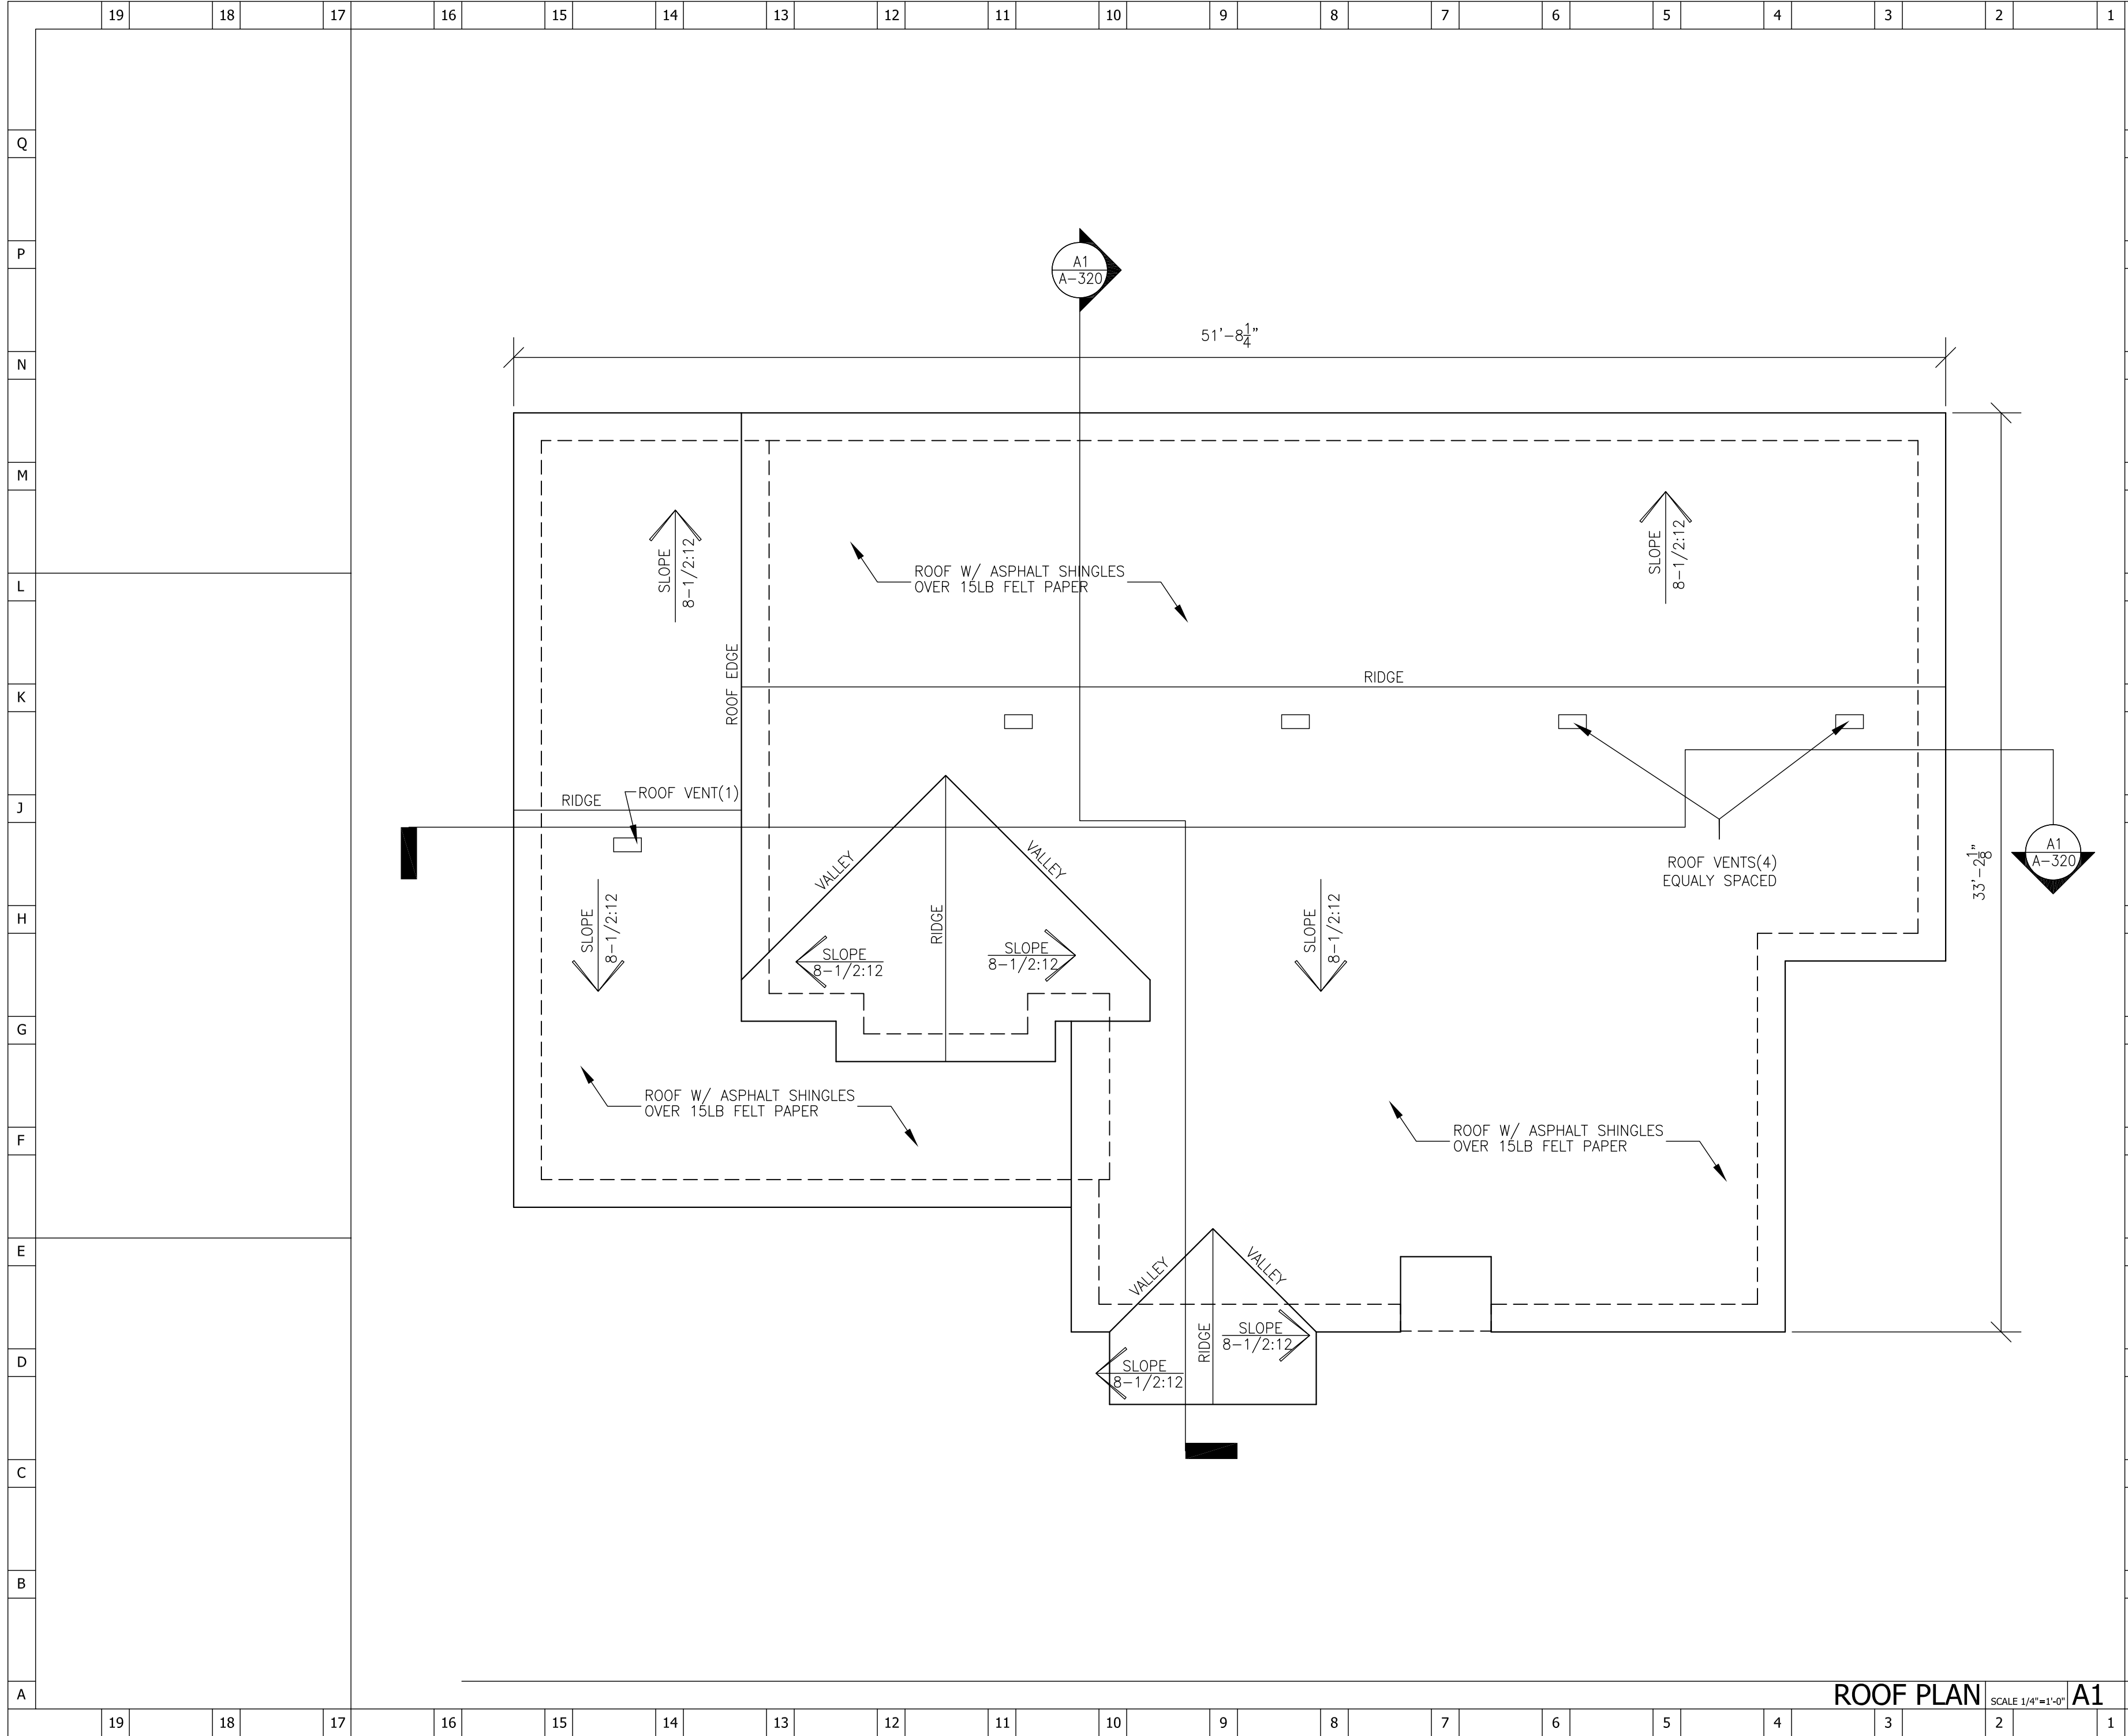 19 18 17 16 15 14 13 12 11 10 9 8 7 6 5 4 3 2 1
Q
P
N
M
L
K
J
H
G
F
E
D
C
B
A
A1
A-320
51'-8 1/4"
SLOPE
8-1/2:12
SLOPE
8-1/2:12
ROOF W/ ASPHALT SHINGLES
OVER 15LB FELT PAPER
ROOF EDGE
RIDGE
RIDGE
ROOF VENT(1)
VALLEY
VALLEY
ROOF VENTS(4)
EQUALY SPACED
33'-2 1/8"
A1
A-320
SLOPE
8-1/2:12
RIDGE
SLOPE
8-1/2:12
SLOPE
8-1/2:12
SLOPE
8-1/2:12
ROOF W/ ASPHALT SHINGLES
OVER 15LB FELT PAPER
ROOF W/ ASPHALT SHINGLES
OVER 15LB FELT PAPER
VALLEY
VALLEY
RIDGE
SLOPE
8-1/2:12
SLOPE
8-1/2:12
ROOF PLAN SCALE 1/4"=1'-0" A1
19 18 17 16 15 14 13 12 11 10 9 8 7 6 5 4 3 2 1